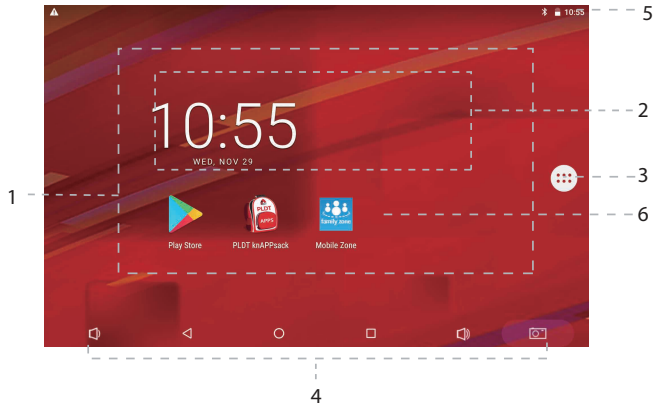 10:55
5
10:55
WED, NOV 29
2
3
1
PLDT
APPS
family zone
6
Play Store
PLDT knAPPsack
Mobile Zone
4